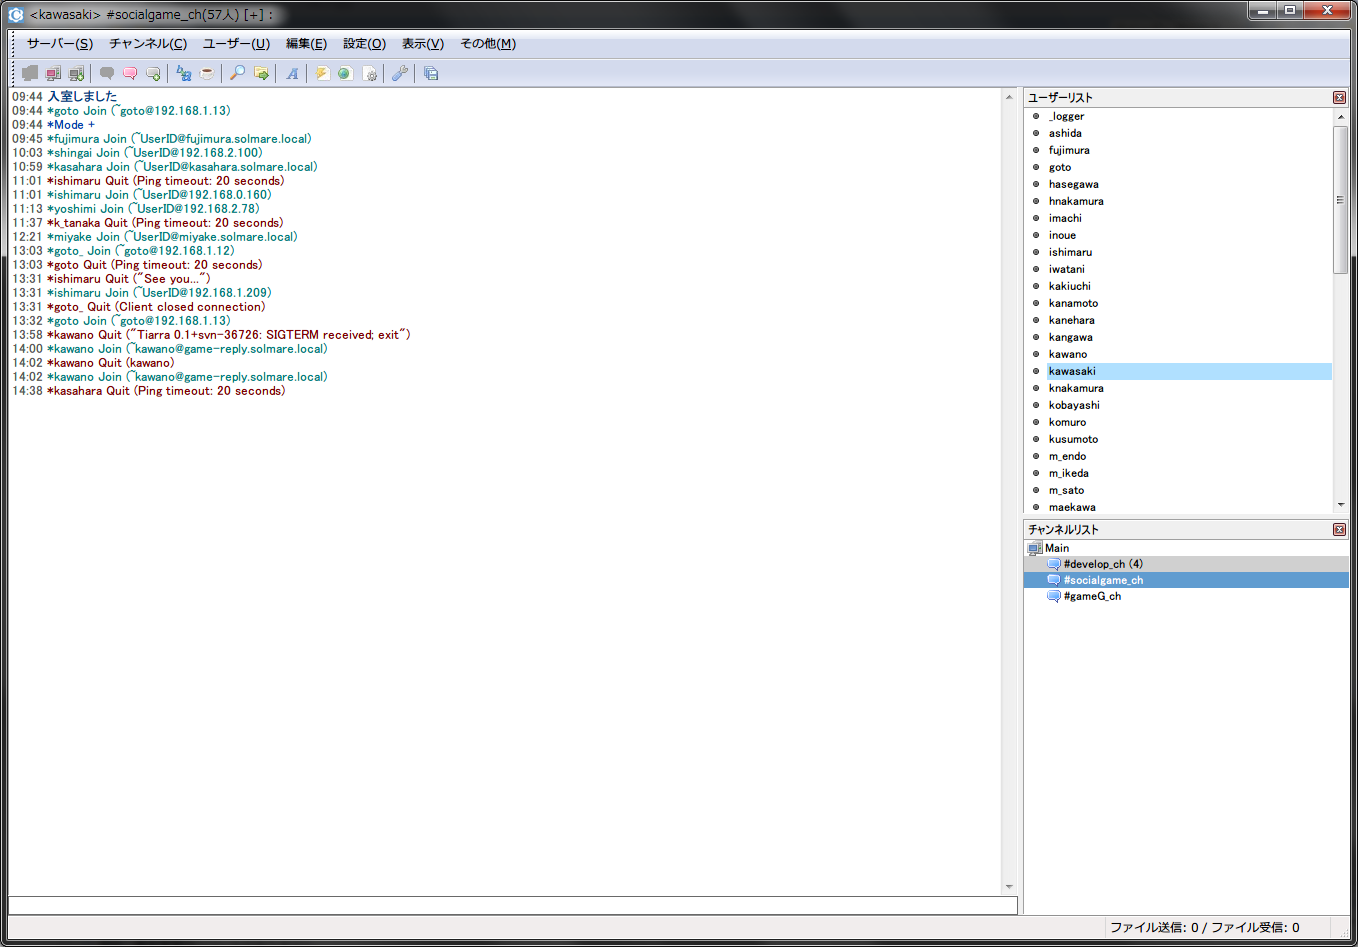 <kawasaki> #socialgame_ch(57人) [+] :
サーバー(S) チャンネル(C) ユーザー(U) 編集(E) 設定(O) 表示(V) その他(M)
09:44 入室しました
09:44 *goto Join (~goto@192.168.1.13)
09:44 *Mode +
09:45 *fujimura Join (~UserID@fujimura.solmare.local)
10:03 *shingai Join (~UserID@192.168.2.100)
10:59 *kasahara Join (~UserID@kasahara.solmare.local)
11:01 *ishimaru Quit (Ping timeout: 20 seconds)
11:01 *ishimaru Join (~UserID@192.168.0.160)
11:13 *yoshimi Join (~UserID@192.168.2.78)
11:37 *k_tanaka Quit (Ping timeout: 20 seconds)
12:21 *miyake Join (~UserID@miyake.solmare.local)
13:03 *goto_ Join (~goto@192.168.1.12)
13:03 *goto Quit (Ping timeout: 20 seconds)
13:31 *ishimaru Quit ("See you...")
13:31 *ishimaru Join (~UserID@192.168.1.209)
13:31 *goto_ Quit (Client closed connection)
13:32 *goto Join (~goto@192.168.1.13)
13:58 *kawano Quit ("Tiarra 0.1+svn-36726: SIGTERM received; exit")
14:00 *kawano Join (~kawano@game-reply.solmare.local)
14:02 *kawano Quit (kawano)
14:02 *kawano Join (~kawano@game-reply.solmare.local)
14:38 *kasahara Quit (Ping timeout: 20 seconds)
ユーザーリスト
_logger
ashida
fujimura
goto
hasegawa
hnakamura
imachi
inoue
ishimaru
iwatani
kakiuchi
kanamoto
kanehara
kangawa
kawano
kawasaki
knakamura
kobayashi
komuro
kusumoto
m_endo
m_ikeda
m_sato
maekawa
チャンネルリスト
Main
#develop_ch (4)
#socialgame_ch
#gameG_ch
ファイル送信: 0 / ファイル受信: 0